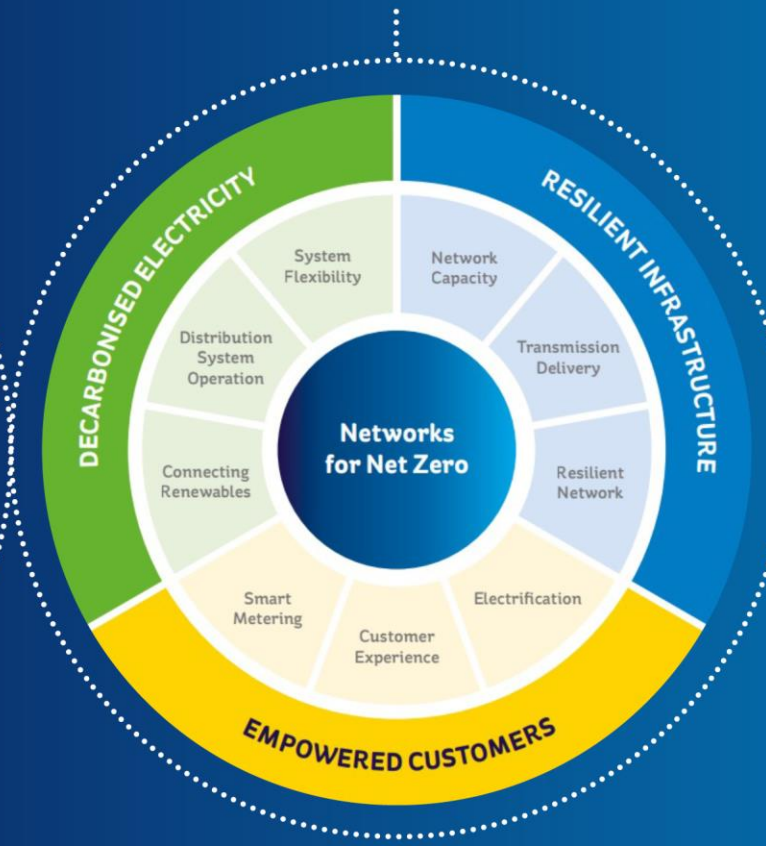 DECARBONISED ELECTRICITY
RESILIENT INFRASTRUCTURE
System
Flexibility
Network
Capacity
Distribution
System
Operation
Transmission
Delivery
Networks
for Net Zero
Connecting
Renewables
Resilient
Network
Smart
Metering
Customer
Experience
Electrification
EMPOWERED CUSTOMERS